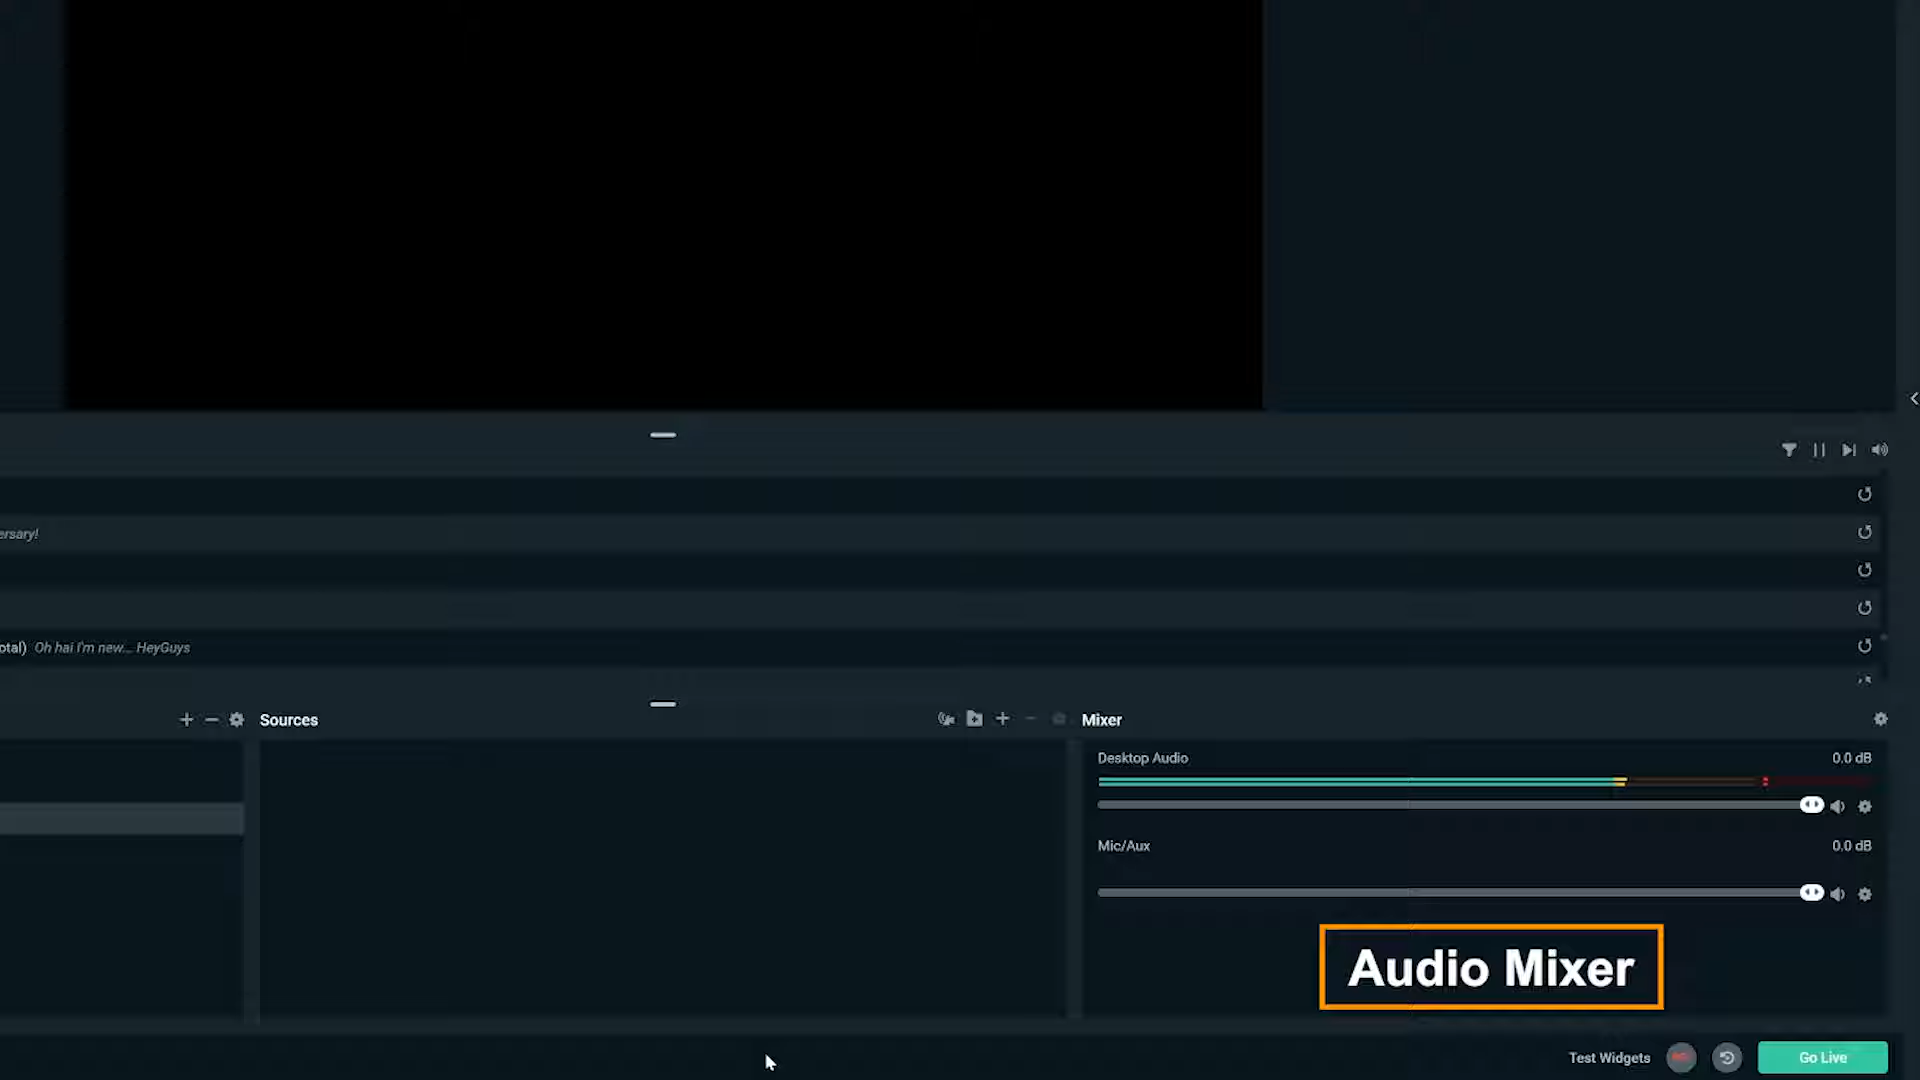 ersary!
otal) Oh hai I'm new... HeyGuys
Sources
Mixer
Desktop Audio 0.0 dB
Mic/Aux 0.0 dB
Audio Mixer
Test Widgets
Go Live